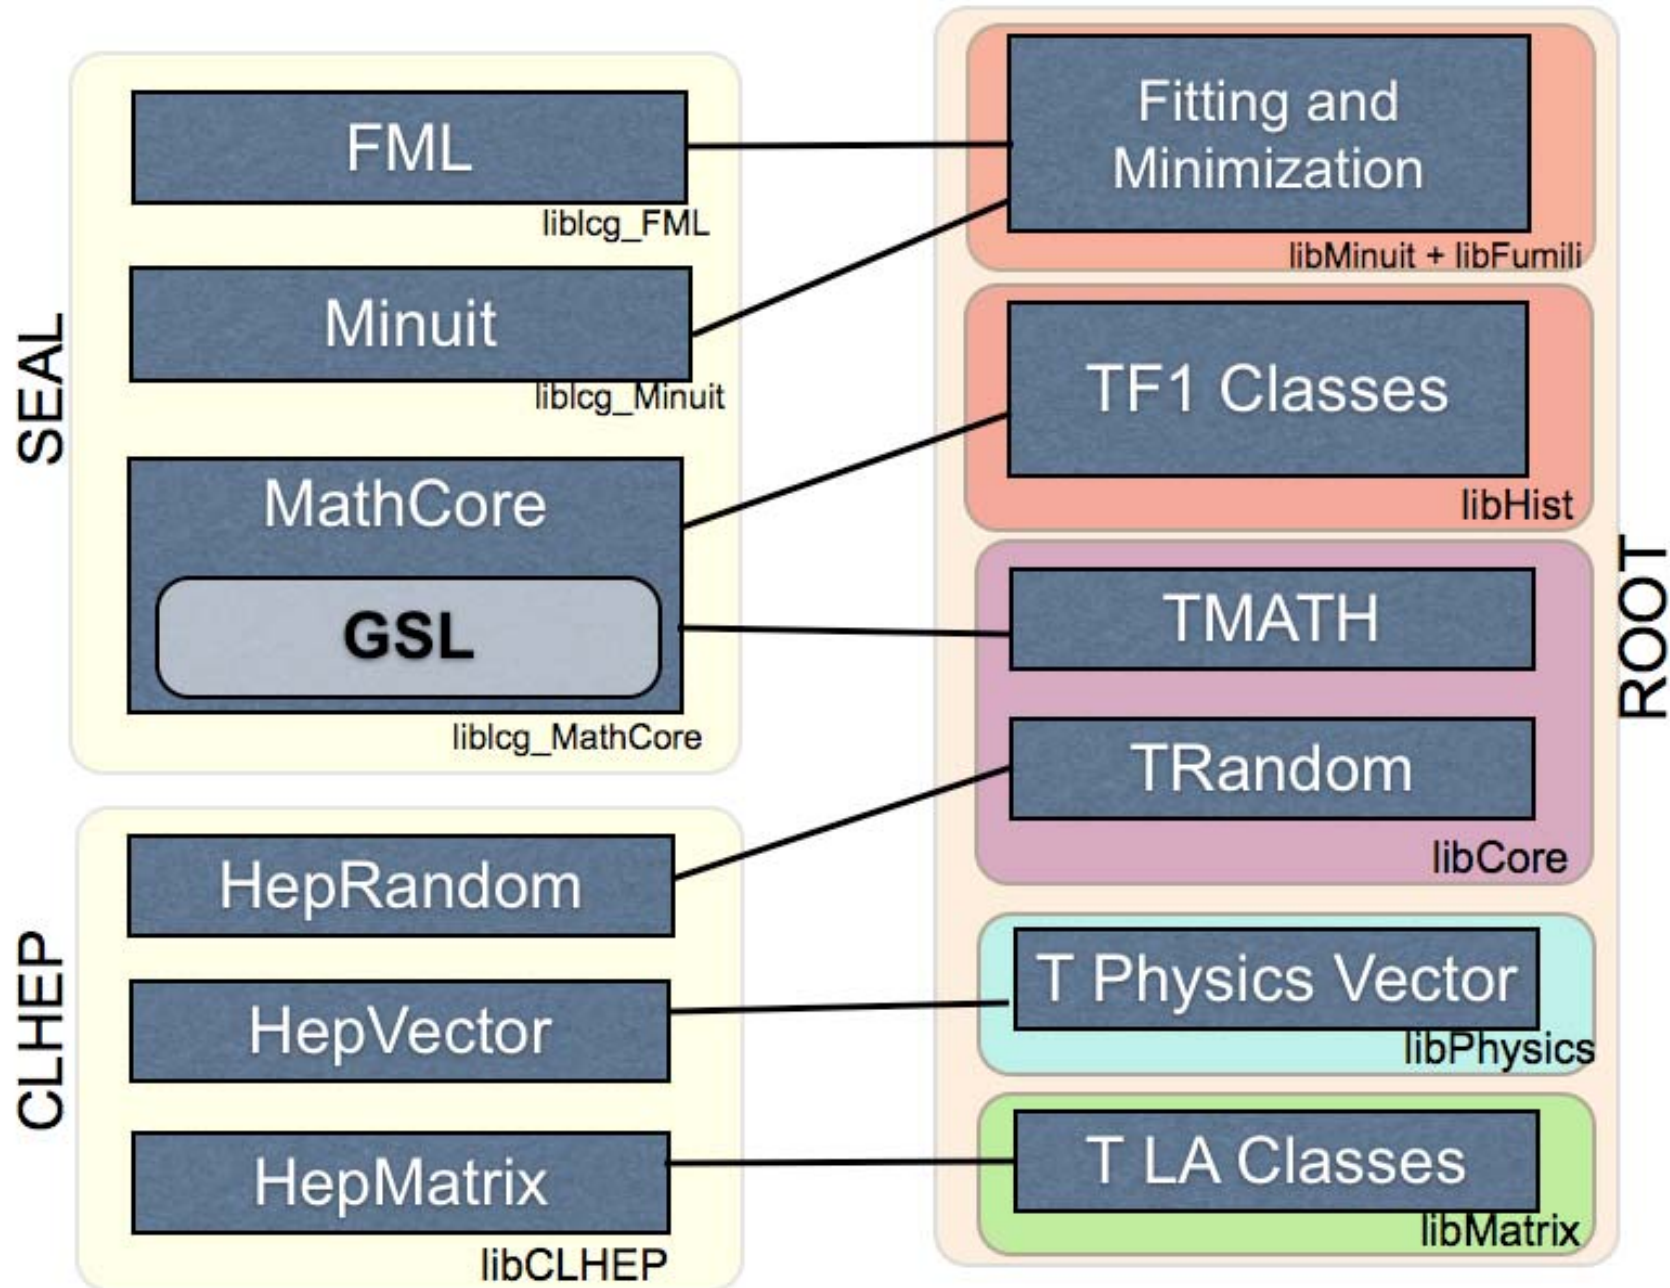 SEAL
FML
liblcg_FML
Minuit
liblcg_Minuit
MathCore
GSL
liblcg_MathCore
CLHEP
HepRandom
HepVector
HepMatrix
libCLHEP
ROOT
Fitting and
Minimization
libMinuit + libFumili
TF1 Classes
libHist
TMATH
TRandom
libCore
T Physics Vector
libPhysics
T LA Classes
libMatrix